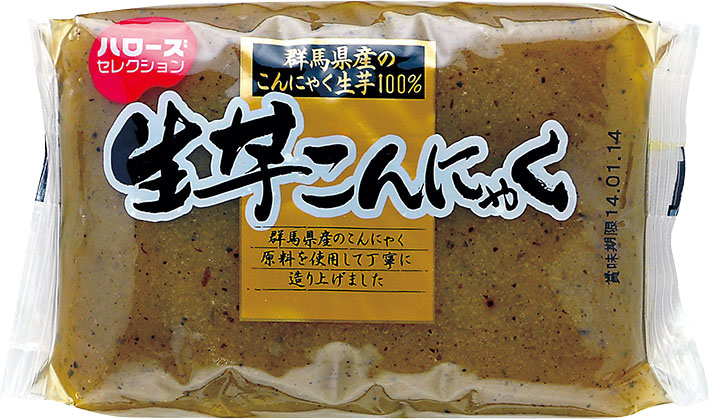 ハローズ
セレクション
群馬県産の
こんにゃく生芋100%
生芋こんにゃく
群馬県産のこんにゃく
原料を使用して丁寧に
造り上げました
賞味期限14.01.14